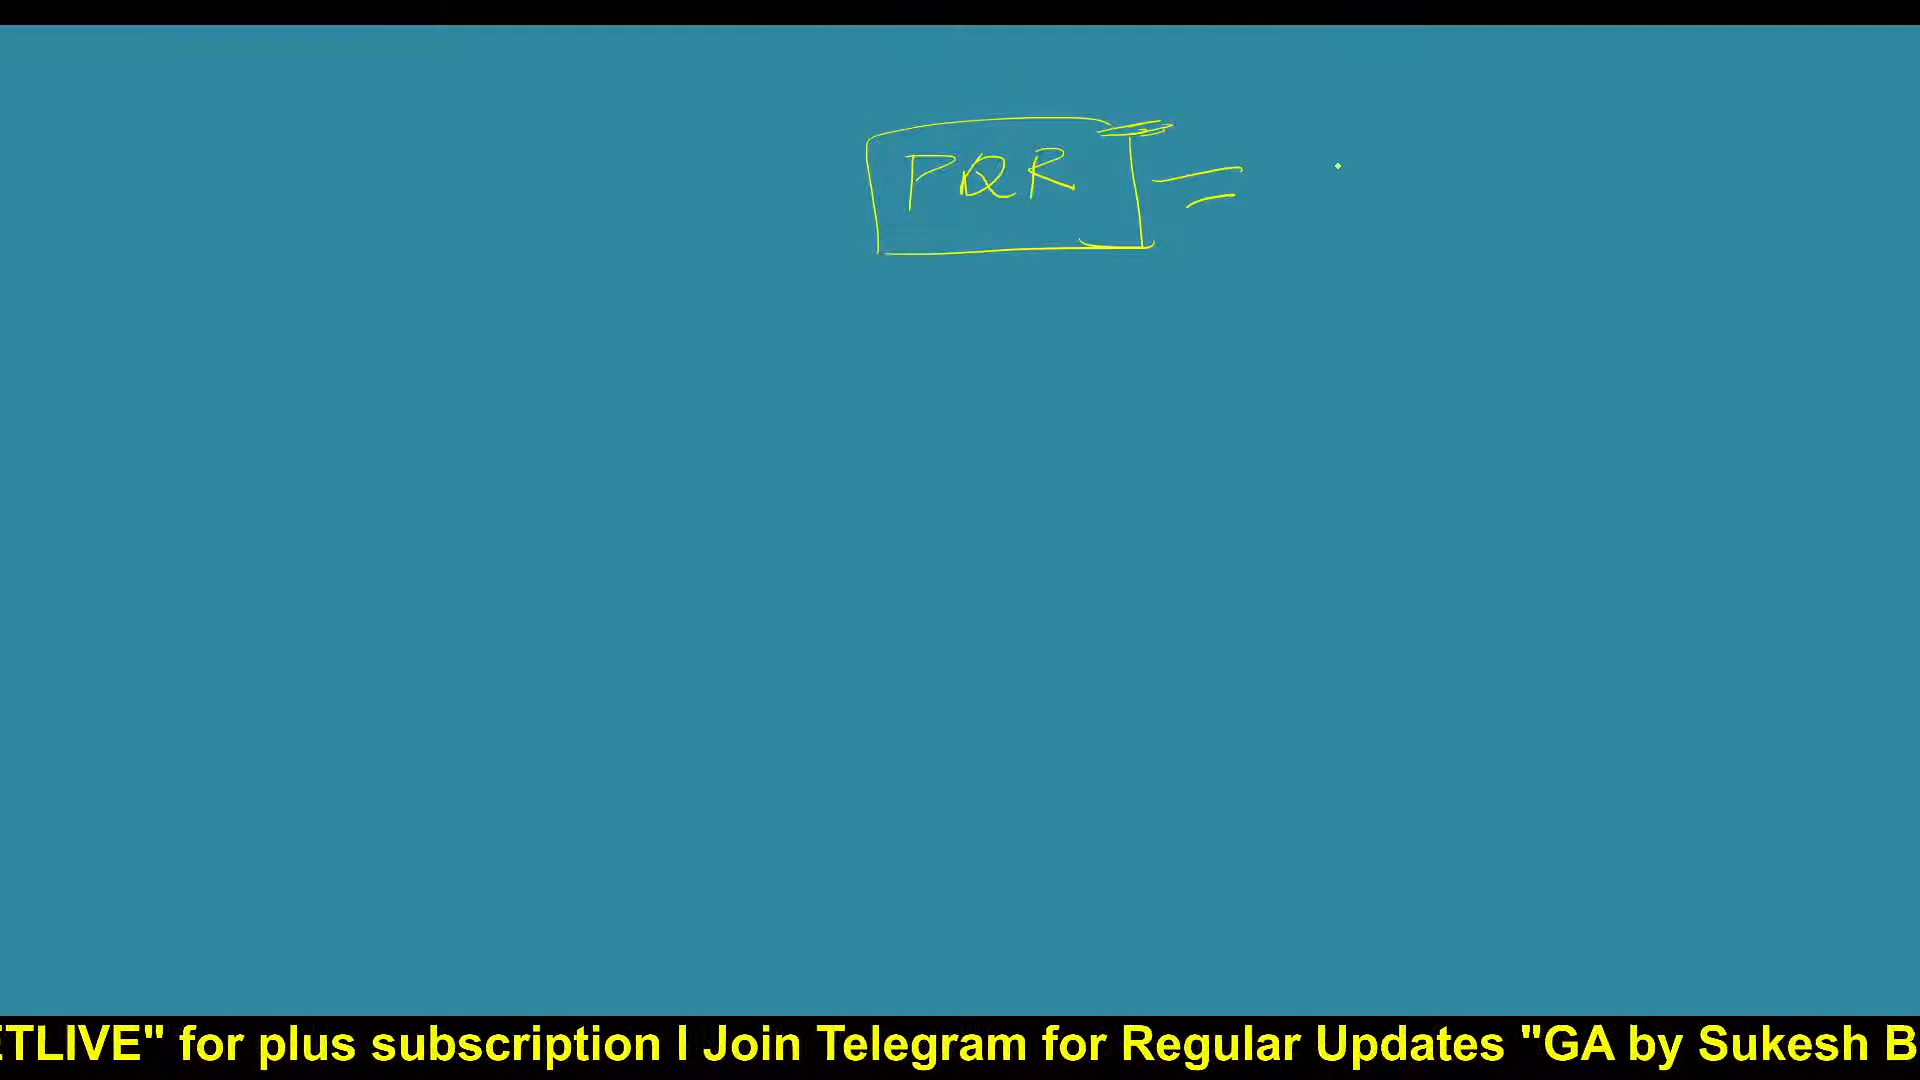 PQR =
ETLIVE" for plus subscription I Join Telegram for Regular Updates "GA by Sukesh B